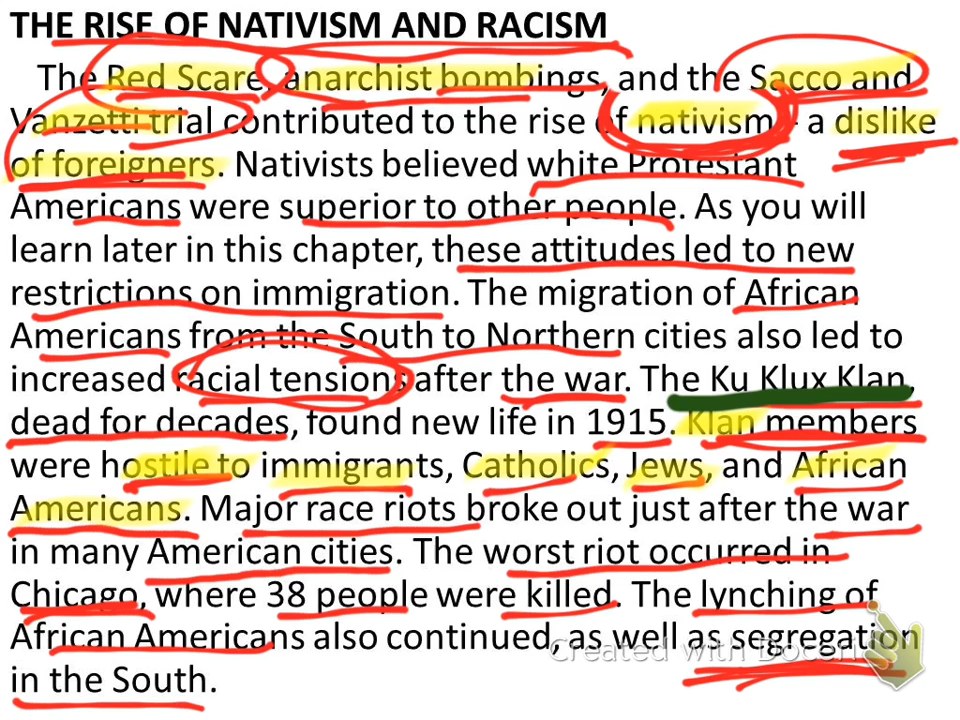 THE RISE OF NATIVISM AND RACISM
The Red Scare, anarchist bombings, and the Sacco and
Vanzetti trial contributed to the rise of nativism - a dislike
of foreigners. Nativists believed white Protestant
Americans were superior to other people. As you will
learn later in this chapter, these attitudes led to new
restrictions on immigration. The migration of African
Americans from the South to Northern cities also led to
increased racial tensions after the war. The Ku Klux Klan,
dead for decades, found new life in 1915. Klan members
were hostile to immigrants, Catholics, Jews, and African
Americans. Major race riots broke out just after the war
in many American cities. The worst riot occurred in
Chicago, where 38 people were killed. The lynching of
African Americans also continued, as well as segregation
in the South.
Created with Doceri